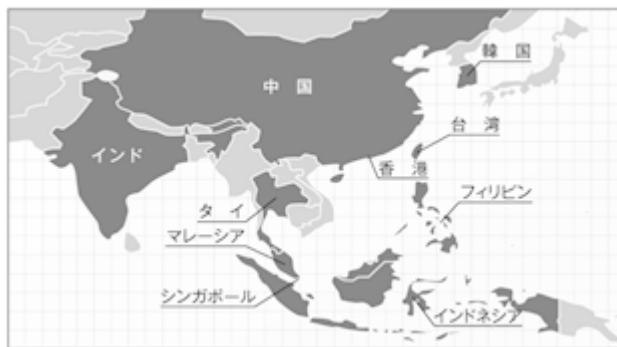 韓 国
中 国
台 湾
インド
香 港
フィリピン
タ イ
マレーシア
シンガポール
インドネシア